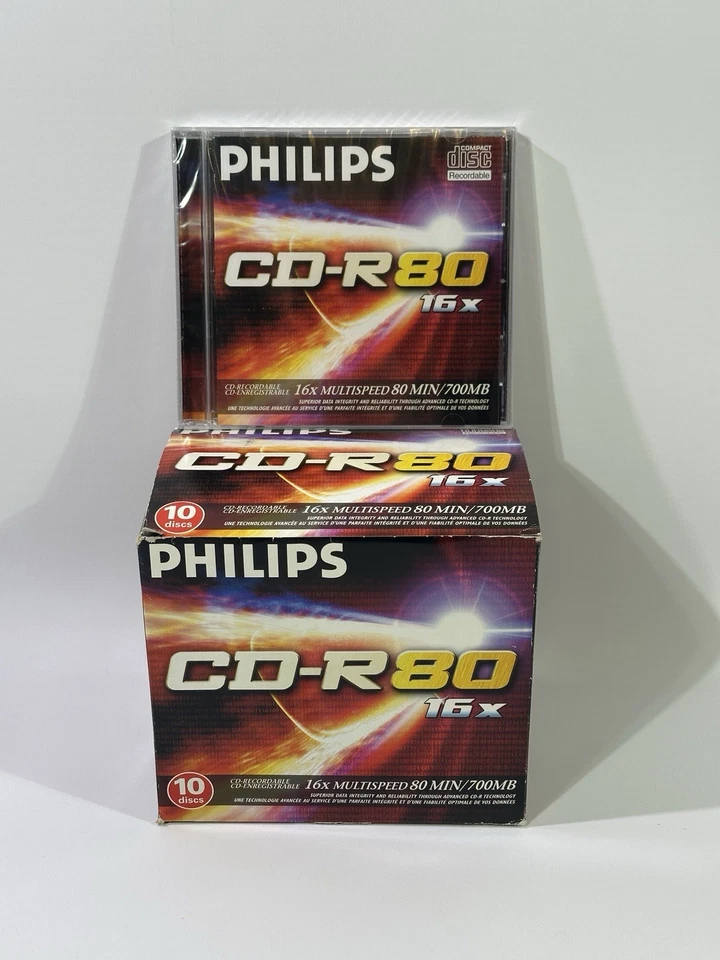 PHILIPS
COMPACT
disc
Recordable
CD-R80
16x
CD-RECORDABLE
CD-ENREGISTRABLE
16x MULTISPEED 80 MIN/700MB
SUPERIOR DATA INTEGRITY AND RELIABILITY THROUGH ADVANCED CD-R TECHNOLOGY
UNE TECHNOLOGIE AVANCÉE AU SERVICE D'UNE PARFAITE INTÉGRITÉ ET D'UNE FIABILITÉ OPTIMALE DE VOS DONNÉES
PHILIPS
CD-R80
16x
10
discs
CD-RECORDABLE
CD-ENREGISTRABLE
16x MULTISPEED 80 MIN/700MB
SUPERIOR DATA INTEGRITY AND RELIABILITY THROUGH ADVANCED CD-R TECHNOLOGY
UNE TECHNOLOGIE AVANCÉE AU SERVICE D'UNE PARFAITE INTÉGRITÉ ET D'UNE FIABILITÉ OPTIMALE DE VOS DONNÉES
PHILIPS
CD-R80
16x
10
discs
CD-RECORDABLE
CD-ENREGISTRABLE
16x MULTISPEED 80 MIN/700MB
SUPERIOR DATA INTEGRITY AND RELIABILITY THROUGH ADVANCED CD-R TECHNOLOGY
UNE TECHNOLOGIE AVANCÉE AU SERVICE D'UNE PARFAITE INTÉGRITÉ ET D'UNE FIABILITÉ OPTIMALE DE VOS DONNÉES